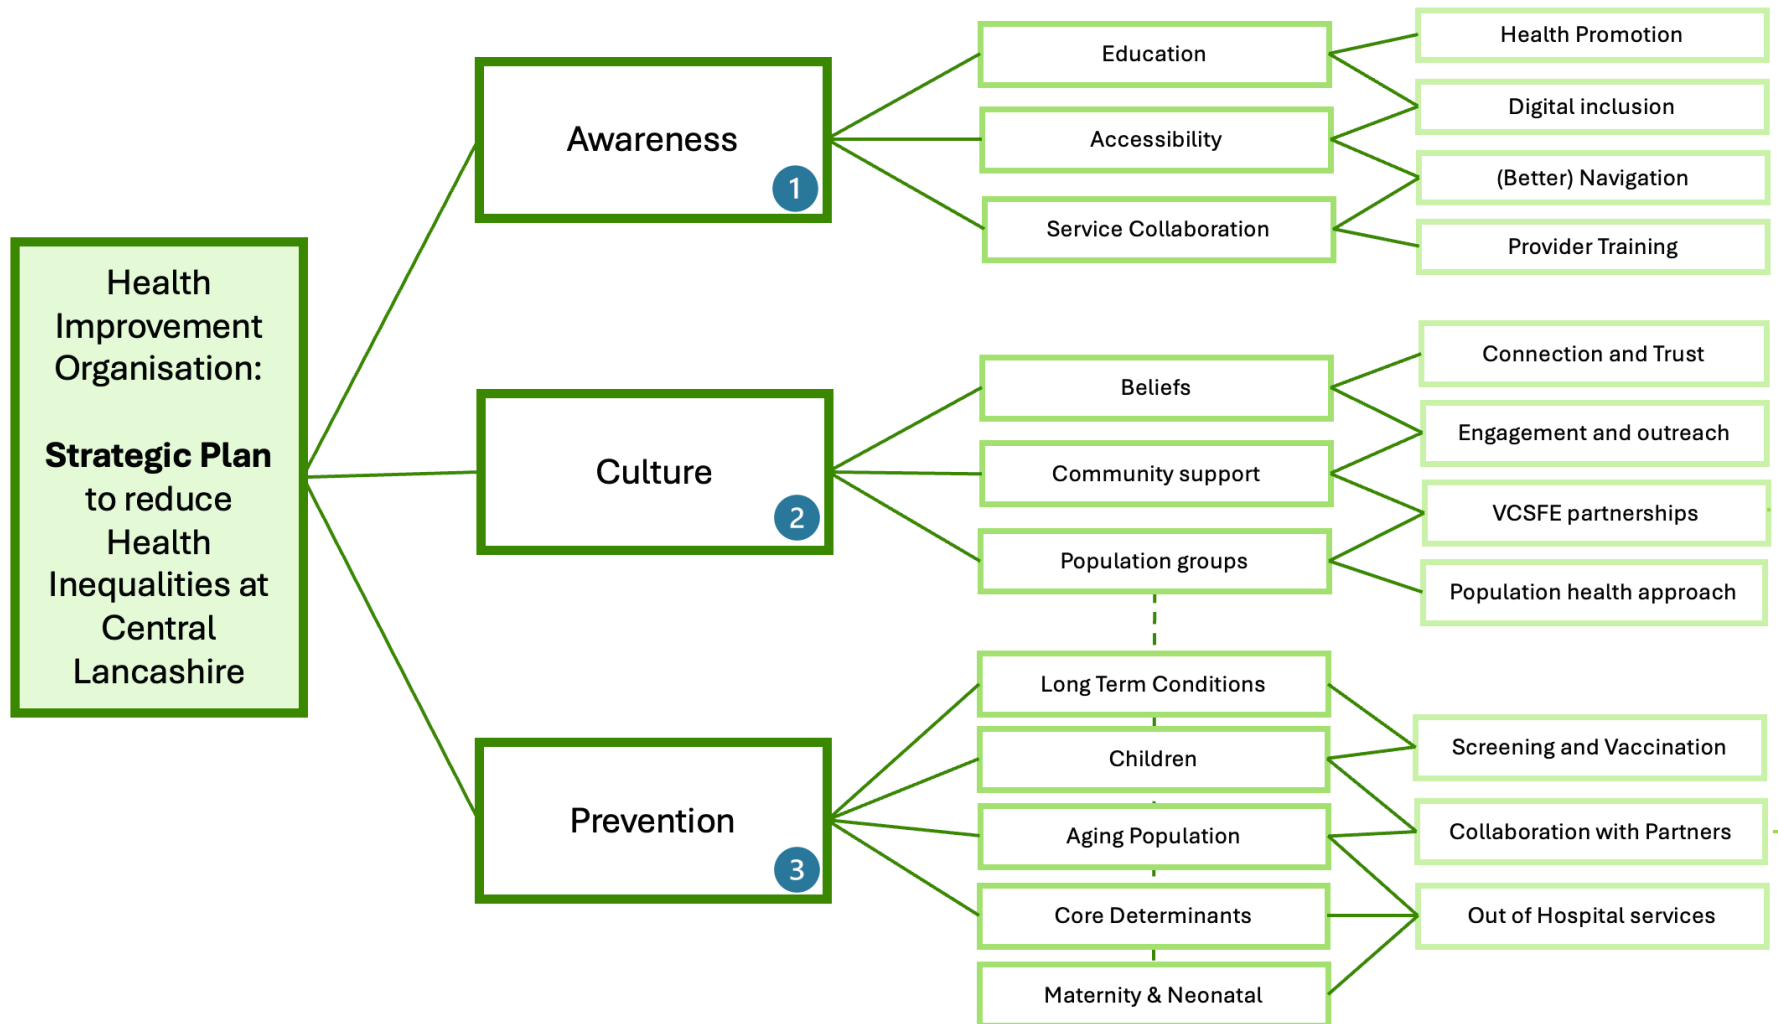 Health
Improvement
Organisation:
Strategic Plan
to reduce
Health
Inequalities at
Central
Lancashire
Awareness
1
Education
Accessibility
Service Collaboration
Health Promotion
Digital inclusion
(Better) Navigation
Provider Training
Culture
2
Beliefs
Community support
Population groups
Connection and Trust
Engagement and outreach
VCSFE partnerships
Population health approach
Prevention
3
Long Term Conditions
Children
Aging Population
Core Determinants
Maternity & Neonatal
Screening and Vaccination
Collaboration with Partners
Out of Hospital services